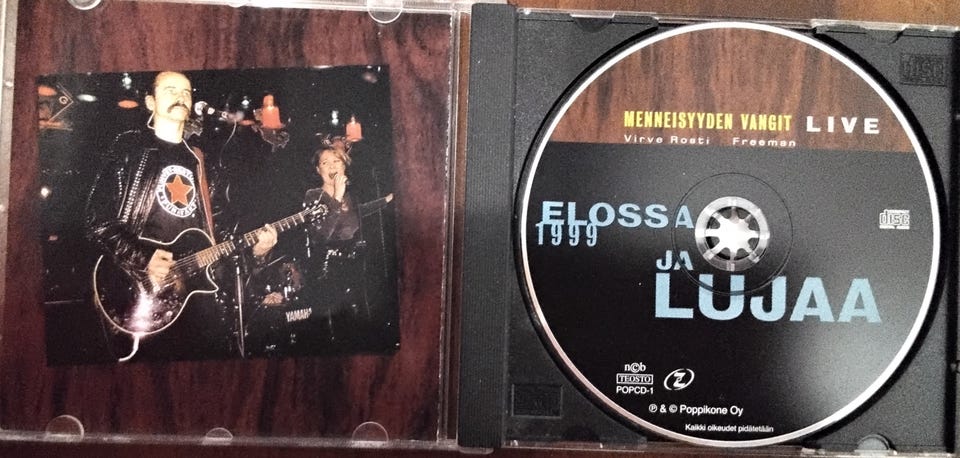 YAMAHA
MENNEISYYDEN VANGIT LIVE
Virve Rosti Freeman
ELOSSA
1999
JA
LUJAA
disc
n©b
TEOSTO
POPCD-1
℗ & © Poppikone Oy
Kaikki oikeudet pidätetään